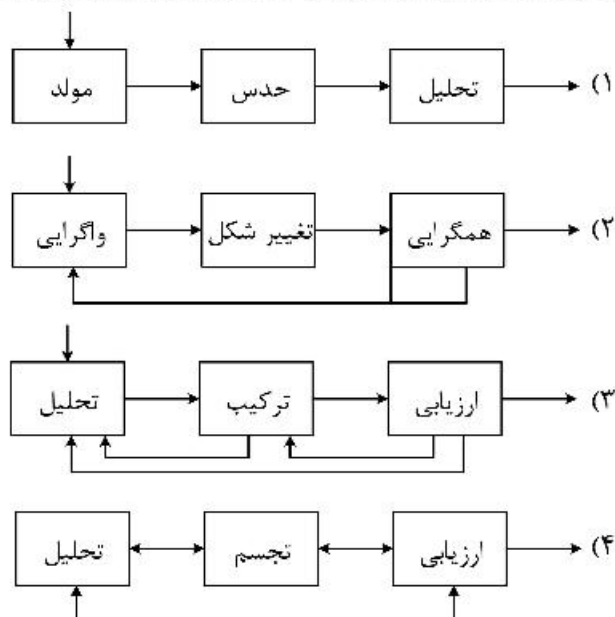 مولد حدس تحلیل (۱
واگرایی تغییر شکل همگرایی (۲
تحلیل ترکیب ارزیابی (۳
تحلیل تجسم ارزیابی (۴